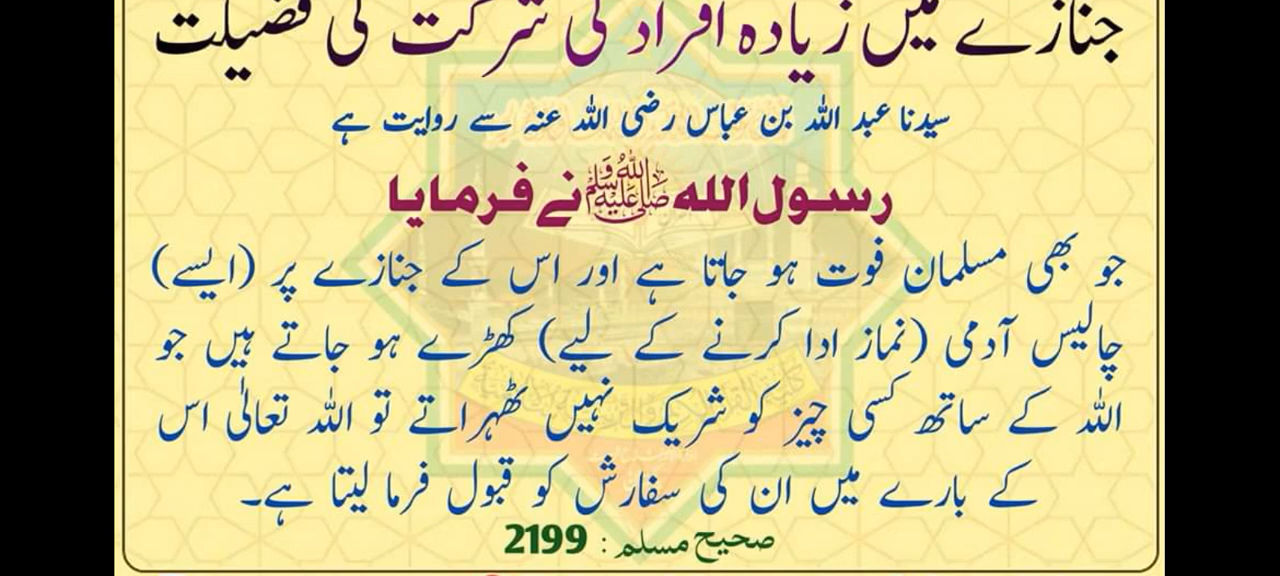 جنازے میں زیادہ افراد کی شرکت کی فضیلت
سیدنا عبد اللہ بن عباس رضی اللہ عنہ سے روایت ہے
رسول اللہ ﷺ نے فرمایا
جو بھی مسلمان فوت ہو جاتا ہے اور اس کے جنازے پر (ایسے)
چالیس آدمی (نماز ادا کرنے کے لیے) کھڑے ہو جاتے ہیں جو
اللہ کے ساتھ کسی چیز کو شریک نہیں ٹھہراتے تو اللہ تعالیٰ اس
کے بارے میں ان کی سفارش کو قبول فرما لیتا ہے۔
صحیح مسلم : 2199